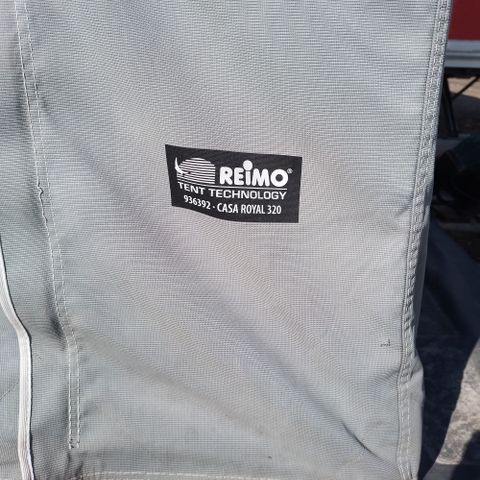 REIMO®
TENT TECHNOLOGY
936392 · CASA ROYAL 320